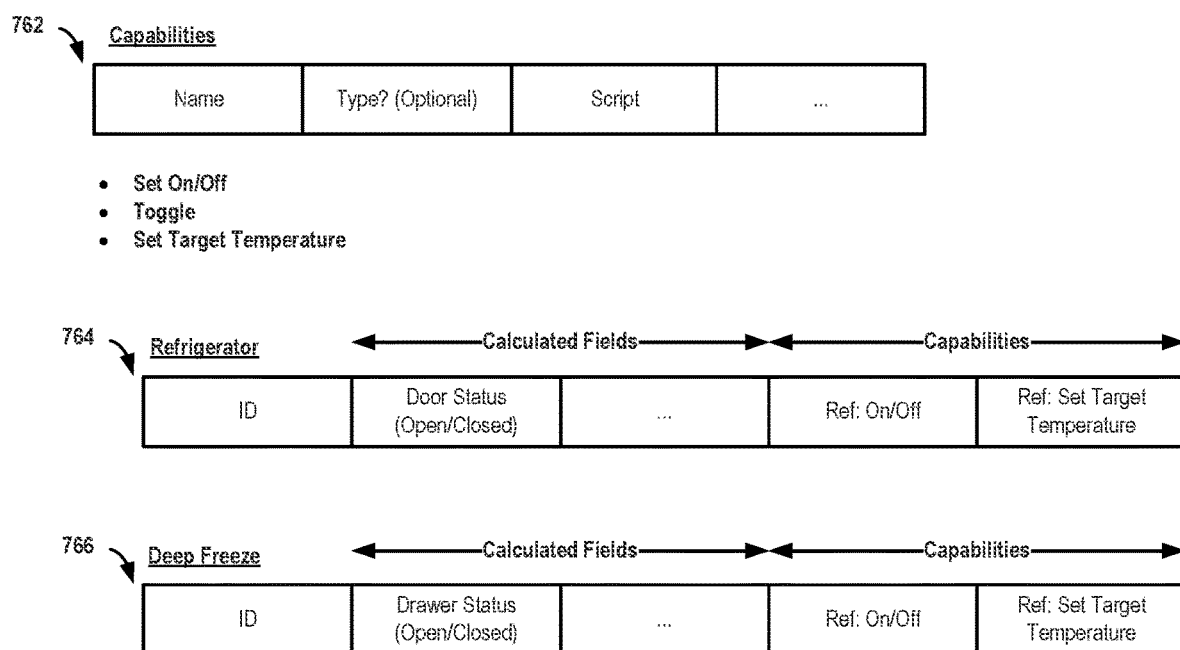 762
Capabilities
Name
Type? (Optional)
Script
...
• Set On/Off
• Toggle
• Set Target Temperature
764
Refrigerator
Calculated Fields
Capabilities
ID
Door Status
(Open/Closed)
...
Ref: On/Off
Ref: Set Target
Temperature
766
Deep Freeze
Calculated Fields
Capabilities
ID
Drawer Status
(Open/Closed)
...
Ref: On/Off
Ref: Set Target
Temperature